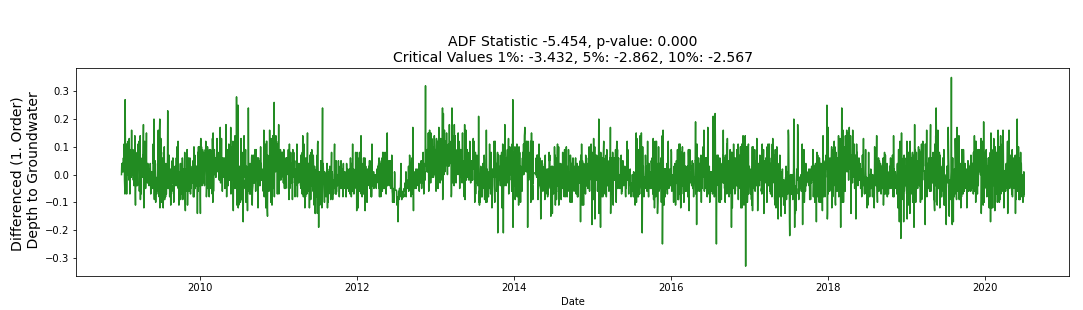 ADF Statistic -5.454, p-value: 0.000
Critical Values 1%: -3.432, 5%: -2.862, 10%: -2.567
Differenced (1. Order)
Depth to Groundwater
0.3
0.2
0.1
0.0
−0.1
−0.2
−0.3
2010 2012 2014 2016 2018 2020
Date